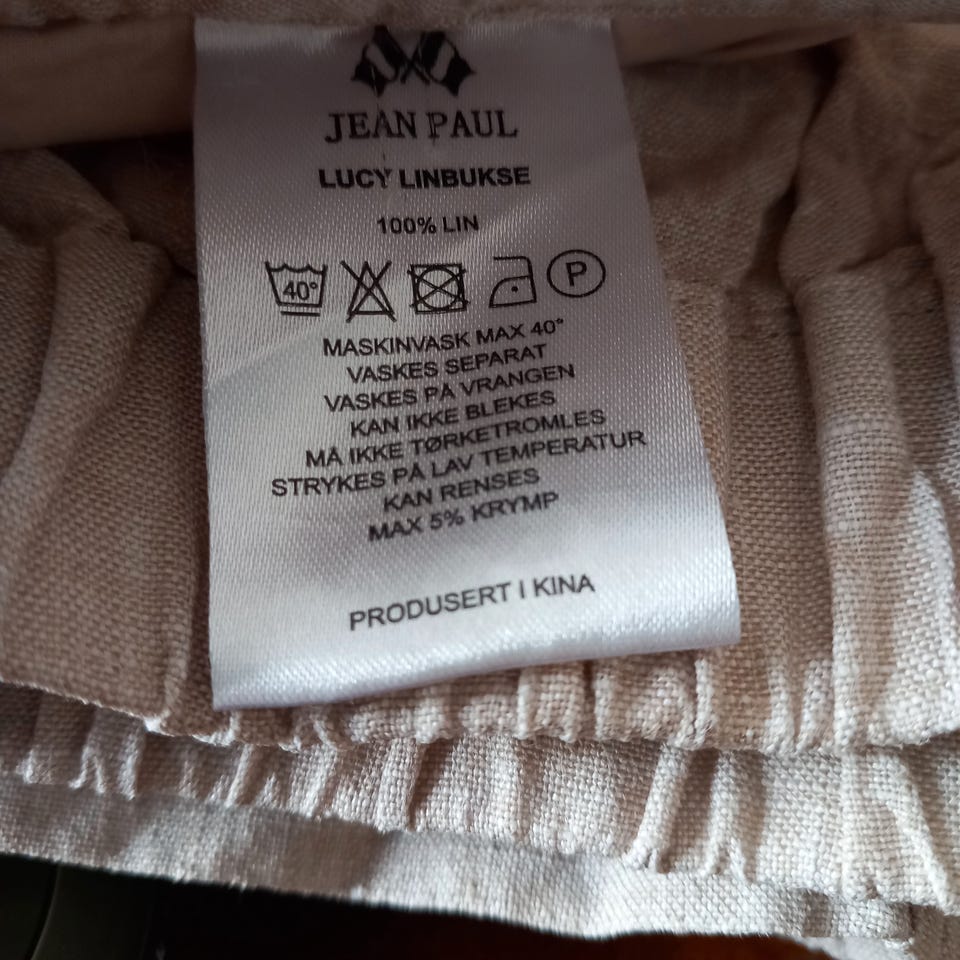 JEAN PAUL
LUCY LINBUKSE
100% LIN
40° P
MASKINVASK MAX 40°
VASKES SEPARAT
VASKES PÅ VRANGEN
KAN IKKE BLEKES
MÅ IKKE TØRKETROMLES
STRYKES PÅ LAV TEMPERATUR
KAN RENSES
MAX 5% KRYMP
PRODUSERT I KINA